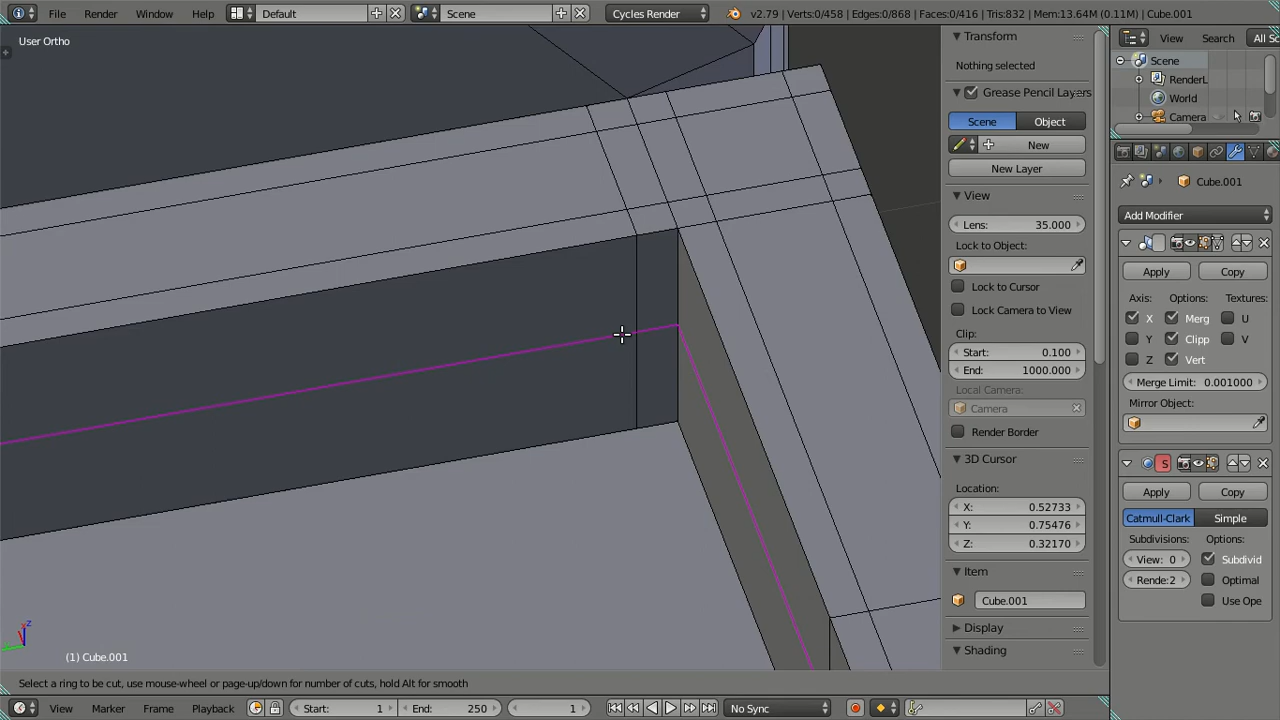 File Render Window Help Default Scene Cycles Render v2.79 | Verts:0/458 | Edges:0/868 | Faces:0/416 | Tris:832 | Mem:13.64M (0.11M) | Cube.001
User Ortho
Transform
Nothing selected
Grease Pencil Layers
Scene Object
New
New Layer
View
Lens: 35.000
Lock to Object:
Lock to Cursor
Lock Camera to View
Clip:
Start: 0.100
End: 1000.000
Local Camera:
Camera
Render Border
3D Cursor
Location:
X: 0.52733
Y: 0.75476
Z: 0.32170
Item
Cube.001
Display
Shading
View Search All Sc
Scene
RenderL
World
Camera
Cube.001
Add Modifier
Apply Copy
Axis: Options: Textures:
X Merg U
Y Clipp V
Z Vert
Merge Limit: 0.001000
Mirror Object:
S
Apply Copy
Catmull-Clark Simple
Subdivisions: Options:
View: 0 Subdivid
Rende:2 Optimal
Use Ope
z
(1) Cube.001
Select a ring to be cut, use mouse-wheel or page-up/down for number of cuts, hold Alt for smooth
View Marker Frame Playback Start: 1 End: 250 1 No Sync